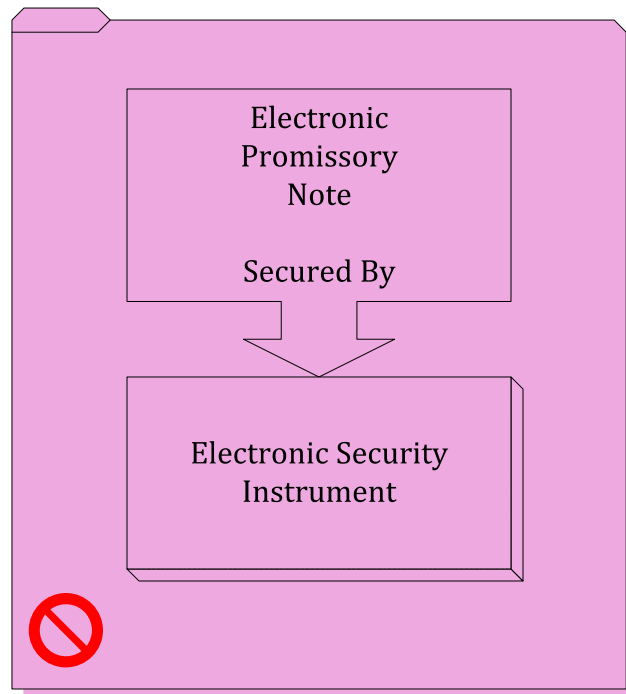 Electronic
Promissory
Note
Secured By
Electronic Security
Instrument